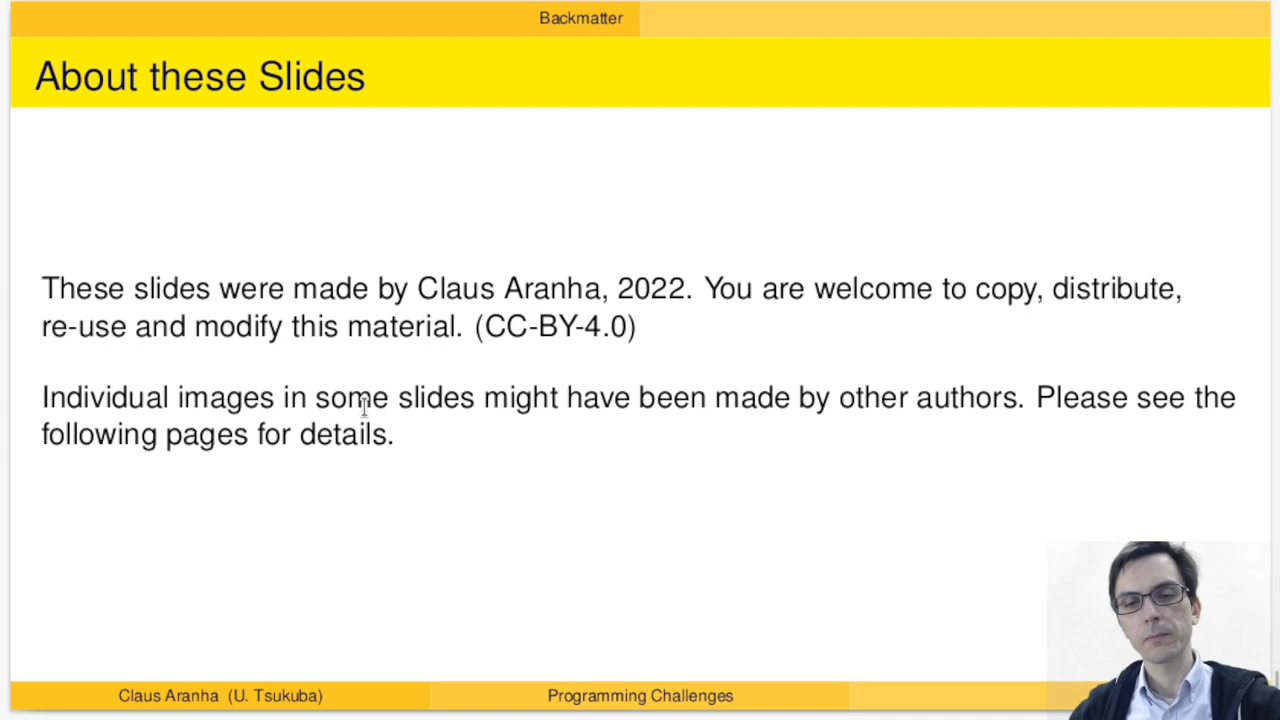 Backmatter
About these Slides
These slides were made by Claus Aranha, 2022. You are welcome to copy, distribute,
re-use and modify this material. (CC-BY-4.0)
Individual images in some slides might have been made by other authors. Please see the
following pages for details.
Claus Aranha (U. Tsukuba)
Programming Challenges